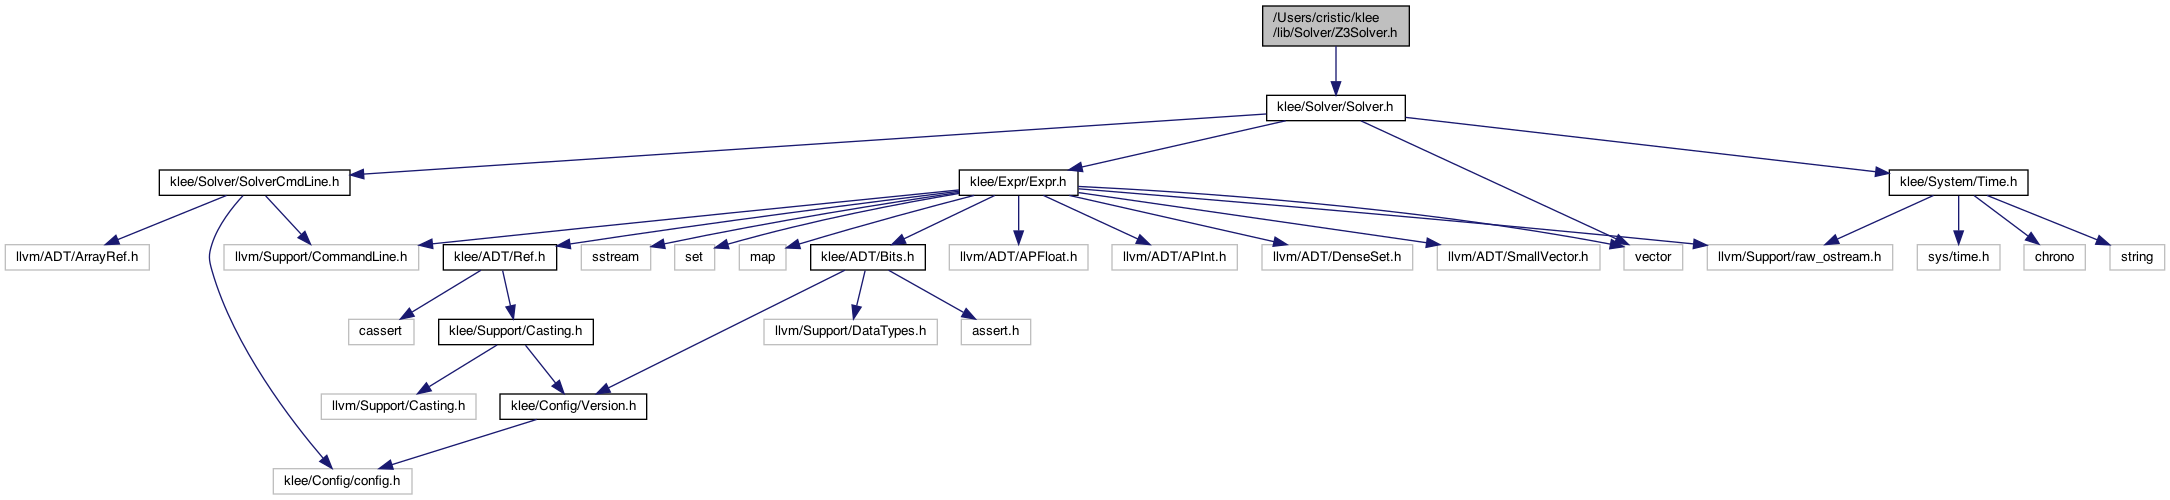 /Users/cristic/klee
/lib/Solver/Z3Solver.h
klee/Solver/Solver.h
klee/Solver/SolverCmdLine.h
klee/Expr/Expr.h
klee/System/Time.h
llvm/ADT/ArrayRef.h
llvm/Support/CommandLine.h
klee/ADT/Ref.h
sstream
set
map
klee/ADT/Bits.h
llvm/ADT/APFloat.h
llvm/ADT/APInt.h
llvm/ADT/DenseSet.h
llvm/ADT/SmallVector.h
vector
llvm/Support/raw_ostream.h
sys/time.h
chrono
string
cassert
klee/Support/Casting.h
llvm/Support/DataTypes.h
assert.h
llvm/Support/Casting.h
klee/Config/Version.h
klee/Config/config.h